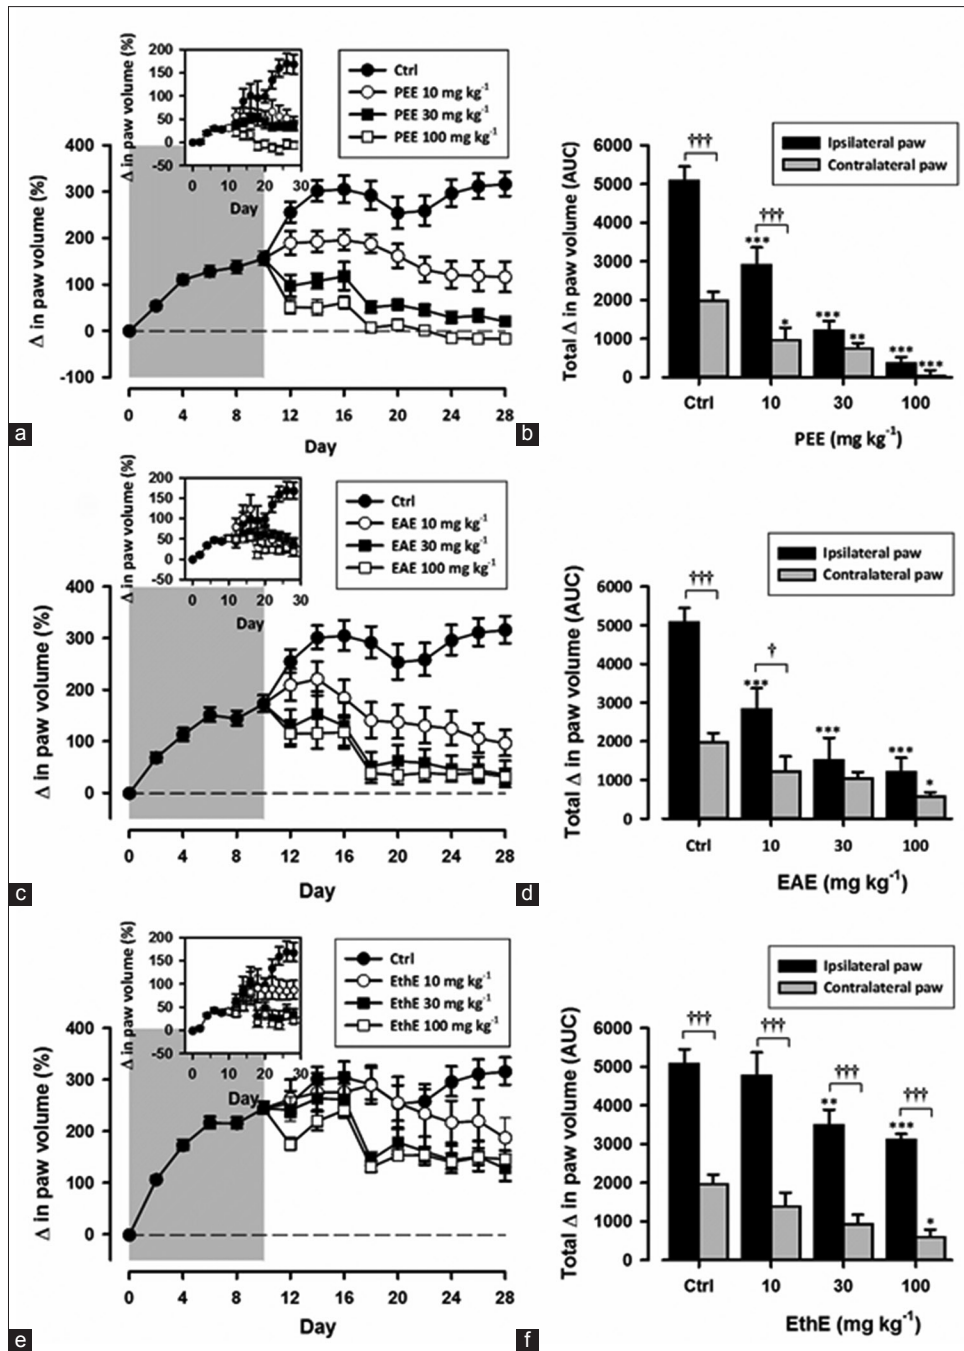 Δ in paw volume (%)
200
150
100
50
0
-50
0 10 20 30
Day
Ctrl
PEE 10 mg kg-1
PEE 30 mg kg-1
PEE 100 mg kg-1
Δ in paw volume (%)
400
300
200
100
0
-100
0 4 8 12 16 20 24 28
Day
a
Ipsilateral paw
Contralateral paw
Total Δ in paw volume (AUC)
6000
5000
4000
3000
2000
1000
0
†††
†††
***
*
***
**
***
***
Ctrl 10 30 100
PEE (mg kg-1)
b
Δ in paw volume (%)
200
150
100
50
0
-50
0 10 20 30
Day
Ctrl
EAE 10 mg kg-1
EAE 30 mg kg-1
EAE 100 mg kg-1
Δ in paw volume (%)
400
300
200
100
0
0 4 8 12 16 20 24 28
Day
c
Ipsilateral paw
Contralateral paw
Total Δ in paw volume (AUC)
6000
5000
4000
3000
2000
1000
0
†††
†
***
***
***
*
Ctrl 10 30 100
EAE (mg kg-1)
d
Δ in paw volume (%)
200
150
100
50
0
-50
0 10 20 30
Day
Ctrl
EthE 10 mg kg-1
EthE 30 mg kg-1
EthE 100 mg kg-1
Δ in paw volume (%)
400
300
200
100
0
0 4 8 12 16 20 24 28
Day
e
Ipsilateral paw
Contralateral paw
Total Δ in paw volume (AUC)
6000
5000
4000
3000
2000
1000
0
†††
†††
†††
†††
**
***
*
Ctrl 10 30 100
EthE (mg kg-1)
f